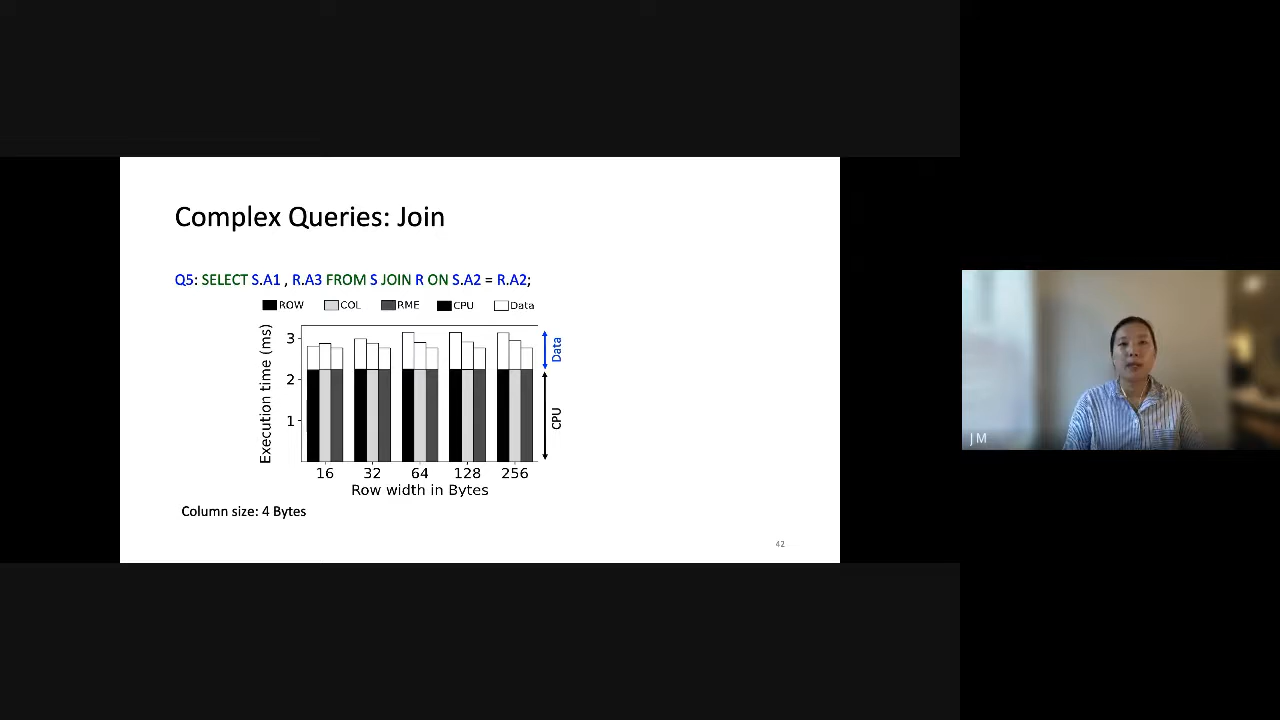 Complex Queries: Join
Q5: SELECT S.A1 , R.A3 FROM S JOIN R ON S.A2 = R.A2;
ROW COL RME CPU Data
Execution time (ms)
3
2
1
Data
CPU
16 32 64 128 256
Row width in Bytes
Column size: 4 Bytes
42
J M